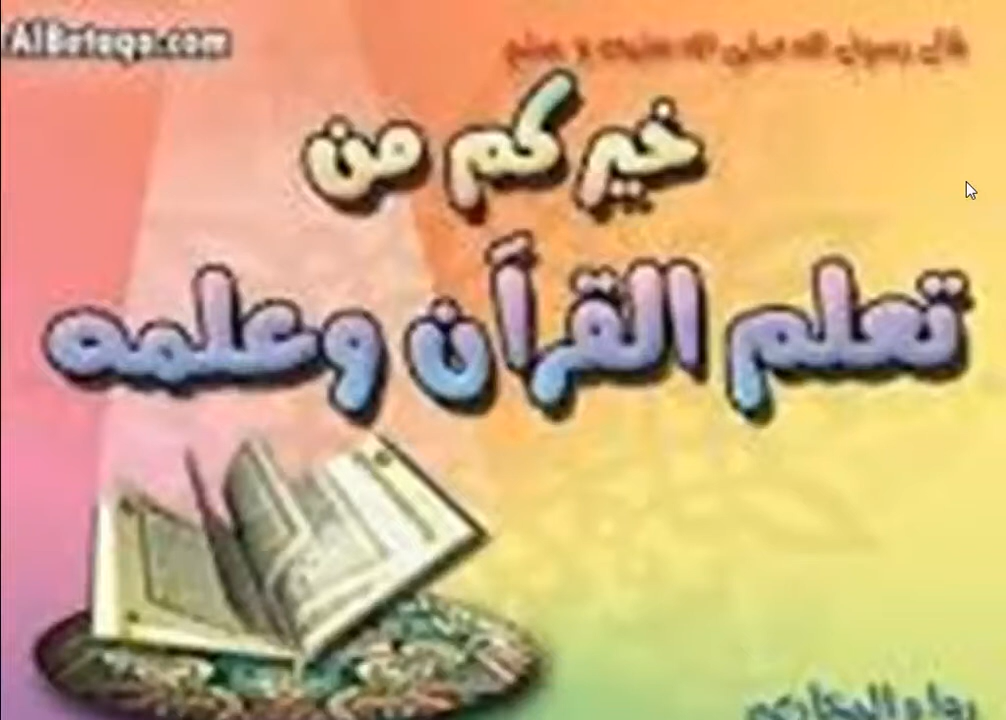 AlBetaqa.com
قال رسول الله صلى الله عليه و سلم
خيركم من
تعلم القرآن وعلمه
رواه البخاري